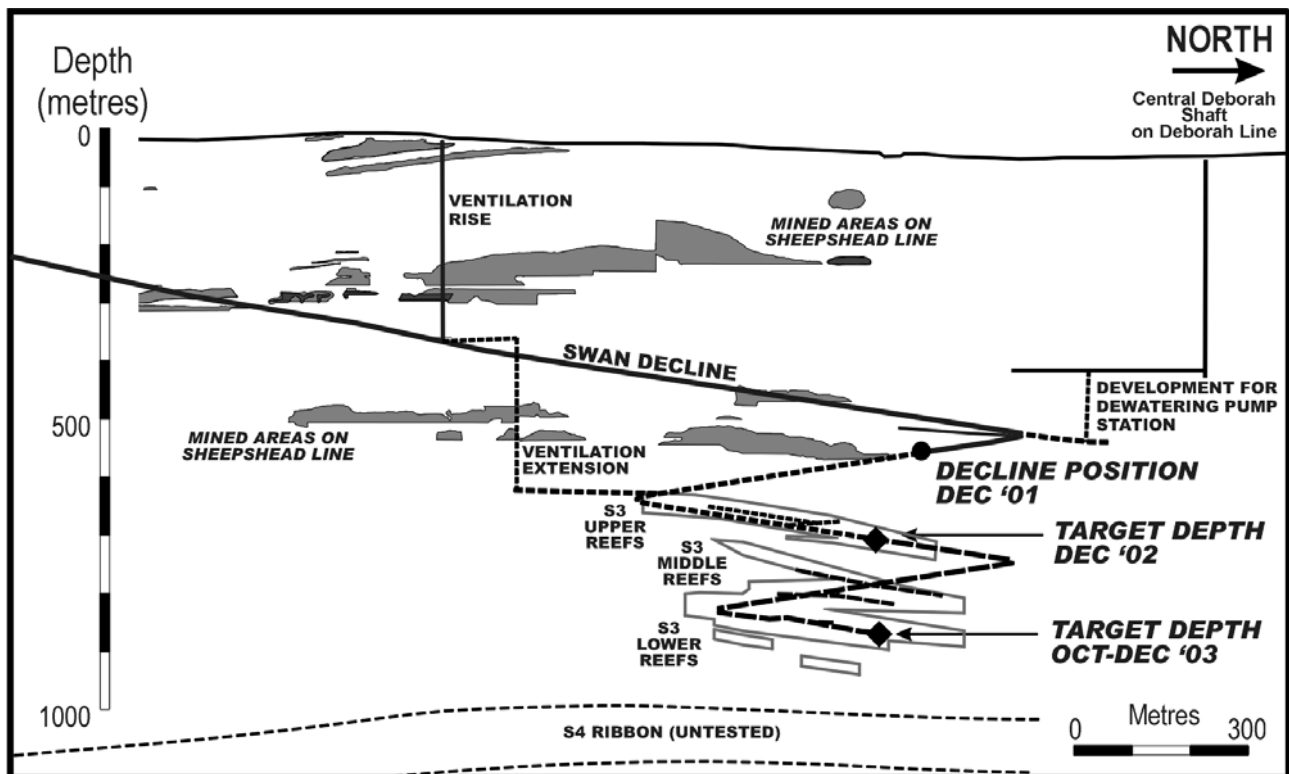 Depth
(metres)
0
500
1000
NORTH
Central Deborah
Shaft
on Deborah Line
VENTILATION
RISE
MINED AREAS ON
SHEEPSHEAD LINE
SWAN DECLINE
MINED AREAS ON
SHEEPSHEAD LINE
VENTILATION
EXTENSION
DEVELOPMENT FOR
DEWATERING PUMP
STATION
DECLINE POSITION
DEC ‘01
S3
UPPER
REEFS
TARGET DEPTH
DEC ‘02
S3
MIDDLE
REEFS
S3
LOWER
REEFS
TARGET DEPTH
OCT-DEC ‘03
S4 RIBBON (UNTESTED)
0 Metres 300